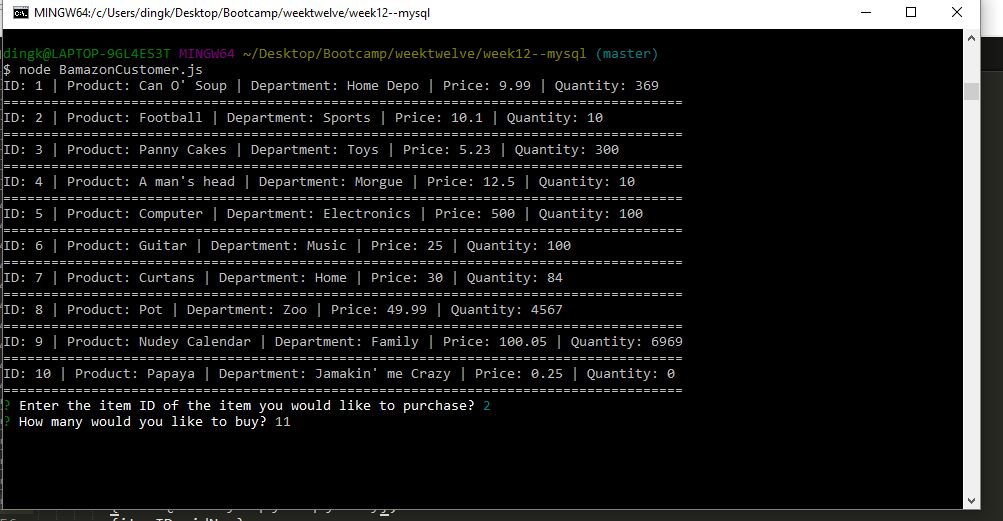 MINGW64:/c/Users/dingk/Desktop/Bootcamp/weektwelve/week12--mysql
dingk@LAPTOP-9GL4ES3T MINGW64 ~/Desktop/Bootcamp/weektwelve/week12--mysql (master)
$ node BamazonCustomer.js
ID: 1 | Product: Can O' Soup | Department: Home Depo | Price: 9.99 | Quantity: 369
=====================================================================================
ID: 2 | Product: Football | Department: Sports | Price: 10.1 | Quantity: 10
=====================================================================================
ID: 3 | Product: Panny Cakes | Department: Toys | Price: 5.23 | Quantity: 300
=====================================================================================
ID: 4 | Product: A man's head | Department: Morgue | Price: 12.5 | Quantity: 10
=====================================================================================
ID: 5 | Product: Computer | Department: Electronics | Price: 500 | Quantity: 100
=====================================================================================
ID: 6 | Product: Guitar | Department: Music | Price: 25 | Quantity: 100
=====================================================================================
ID: 7 | Product: Curtans | Department: Home | Price: 30 | Quantity: 84
=====================================================================================
ID: 8 | Product: Pot | Department: Zoo | Price: 49.99 | Quantity: 4567
=====================================================================================
ID: 9 | Product: Nudey Calendar | Department: Family | Price: 100.05 | Quantity: 6969
=====================================================================================
ID: 10 | Product: Papaya | Department: Jamakin' me Crazy | Price: 0.25 | Quantity: 0
=====================================================================================
? Enter the item ID of the item you would like to purchase? 2
? How many would you like to buy? 11